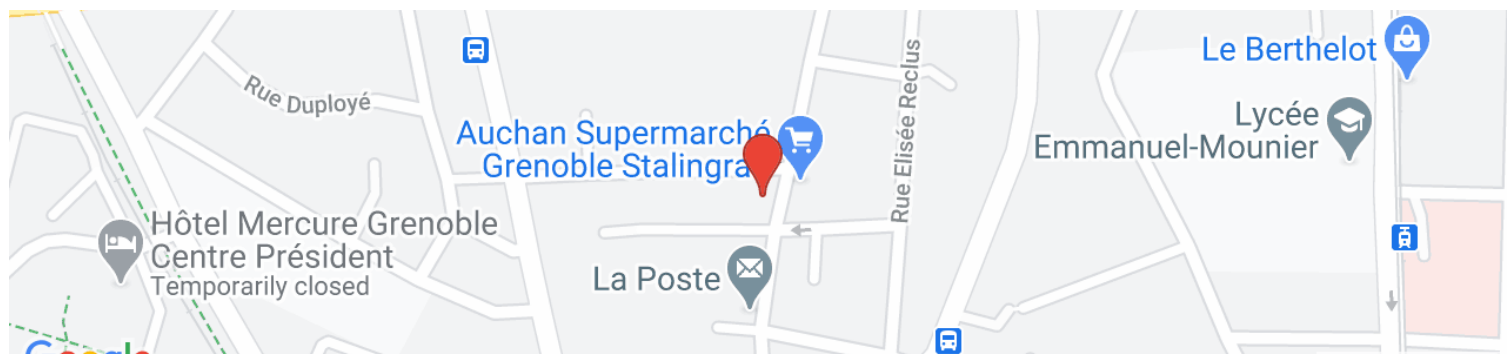 Le Berthelot
Rue Duployé
Rue Elisée Reclus
Auchan Supermarché
Grenoble Stalingra
Lycée
Emmanuel-Mounier
Hôtel Mercure Grenoble
Centre Président
Temporarily closed
La Poste
Google